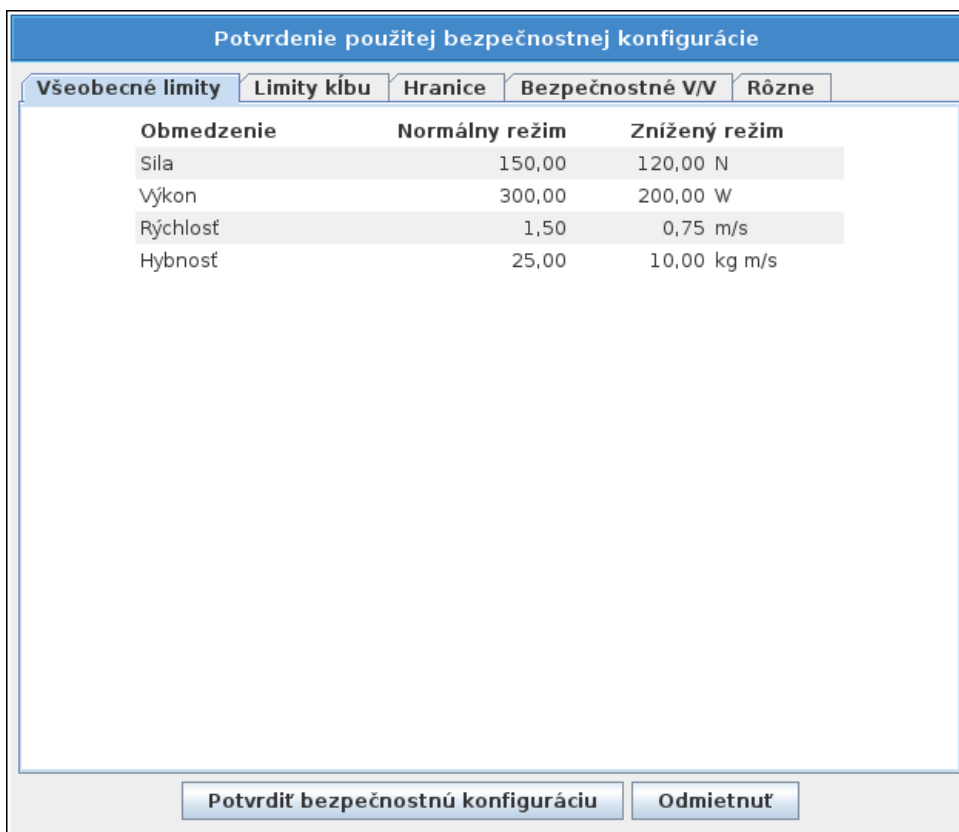 Potvrdenie použitej bezpečnostnej konfigurácie
Všeobecné limity Limity kĺbu Hranice Bezpečnostné V/V Rôzne
Obmedzenie Normálny režim Znížený režim
Sila 150,00 120,00 N
Výkon 300,00 200,00 W
Rýchlosť 1,50 0,75 m/s
Hybnosť 25,00 10,00 kg m/s
Potvrdiť bezpečnostnú konfiguráciu Odmietnuť